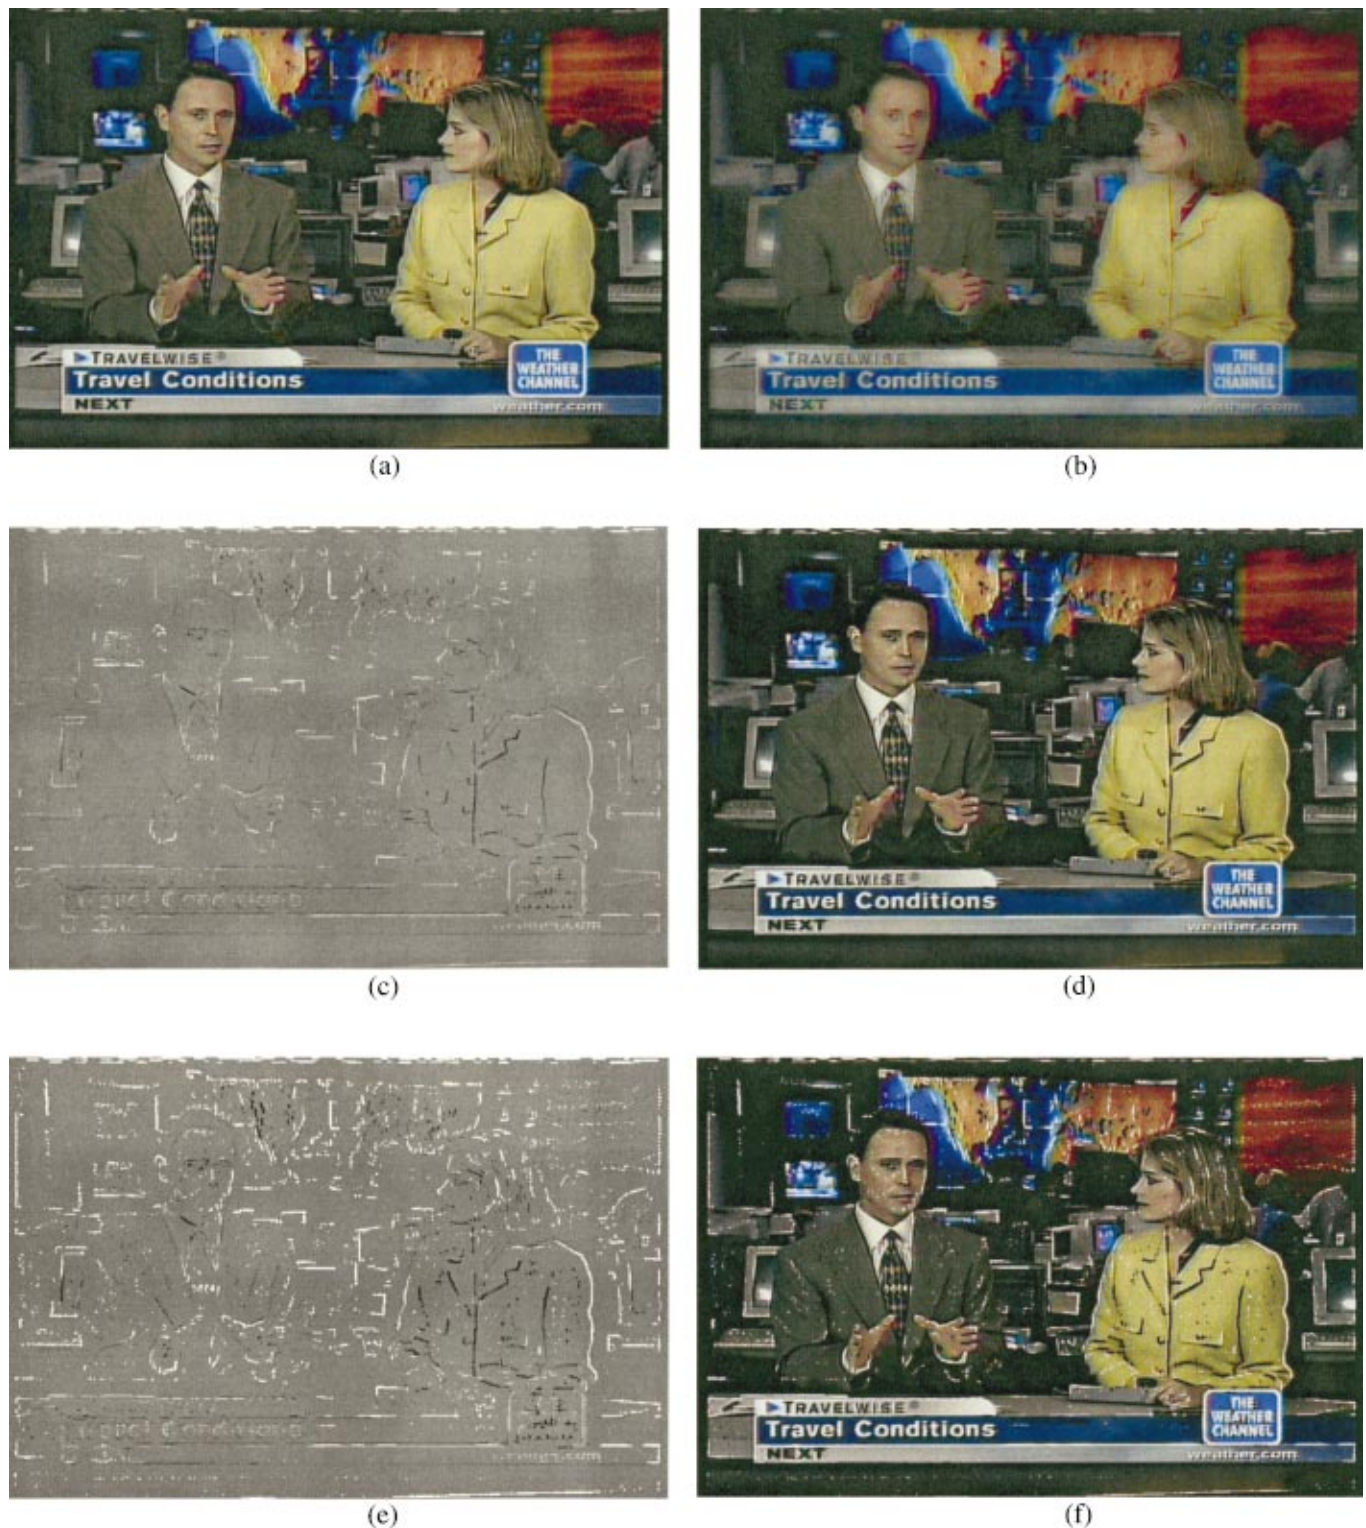 TRAVELWISE®
Travel Conditions
NEXT
THE
WEATHER
CHANNEL
weather.com
(a)
TRAVELWISE®
Travel Conditions
NEXT
THE
WEATHER
CHANNEL
weather.com
(b)
(c)
TRAVELWISE®
Travel Conditions
NEXT
THE
WEATHER
CHANNEL
weather.com
(d)
(e)
TRAVELWISE®
Travel Conditions
NEXT
THE
WEATHER
CHANNEL
weather.com
(f)